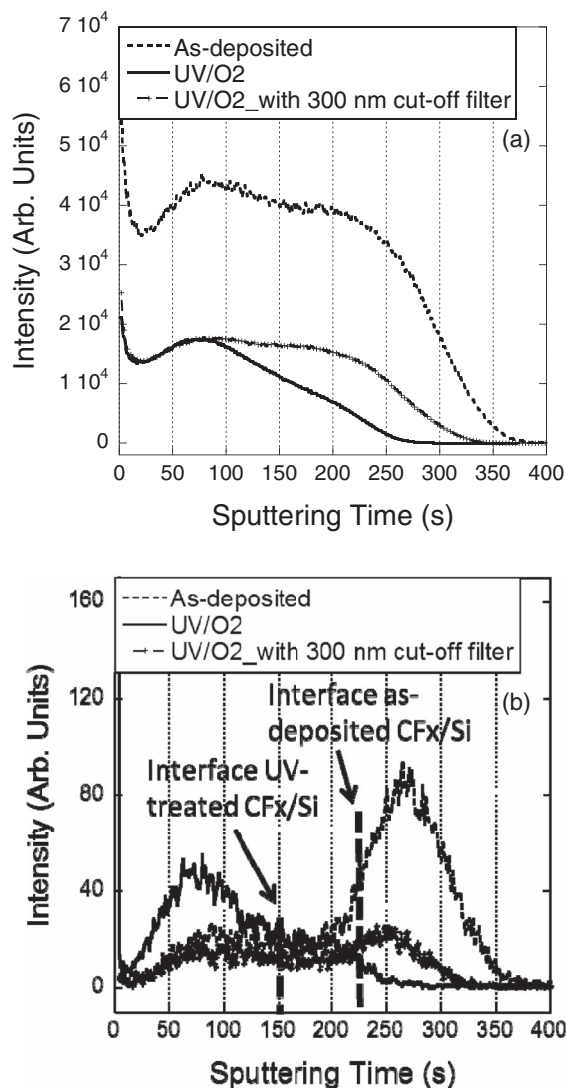 7 10⁴
6 10⁴
5 10⁴
4 10⁴
3 10⁴
2 10⁴
1 10⁴
0
Intensity (Arb. Units)
As-deposited
UV/O2
UV/O2_with 300 nm cut-off filter
(a)
0 50 100 150 200 250 300 350 400
Sputtering Time (s)
160
120
80
40
0
Intensity (Arb. Units)
As-deposited
UV/O2
UV/O2_with 300 nm cut-off filter
(b)
Interface as-
deposited CFx/Si
Interface UV-
treated CFx/Si
0 50 100 150 200 250 300 350 400
Sputtering Time (s)